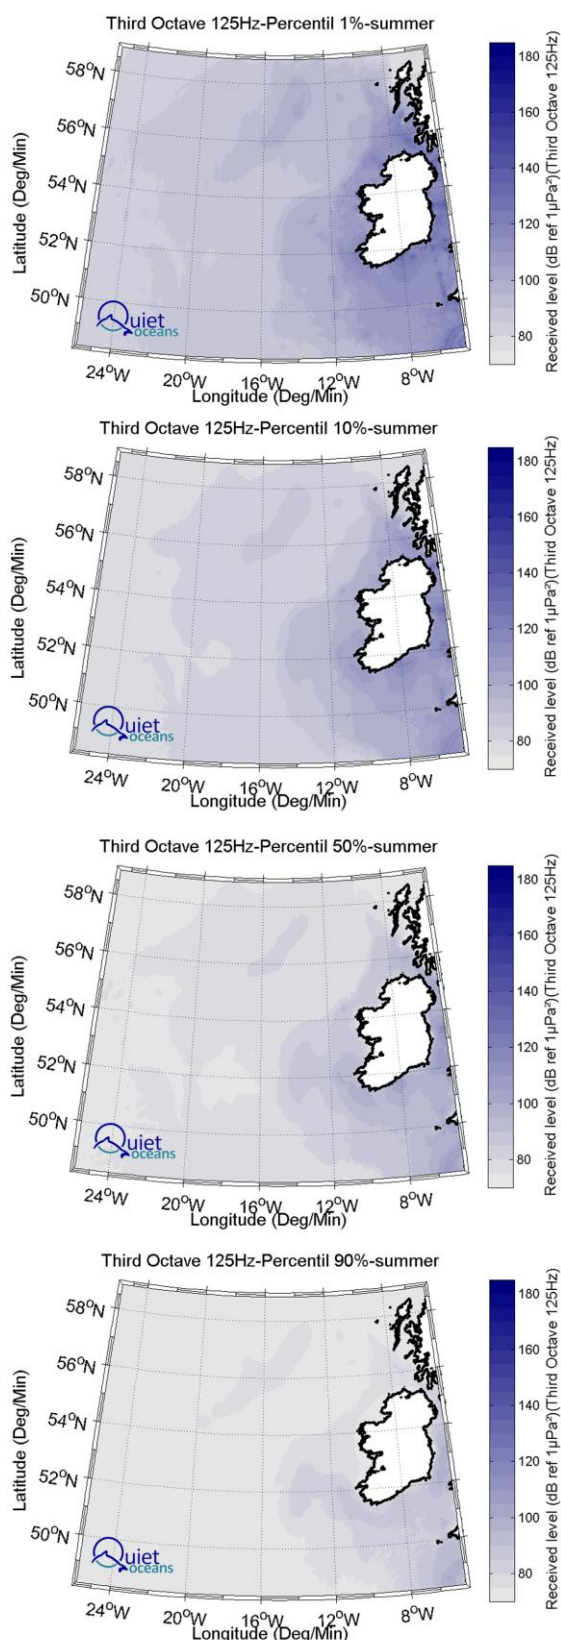 Third Octave 125Hz-Percentil 1%-summer
58°N
56°N
54°N
52°N
50°N
Latitude (Deg/Min)
Quiet
oceans
24°W 20°W 16°W 12°W 8°W
Longitude (Deg/Min)
180
160
140
120
100
80
Received level (dB ref 1µPa²)(Third Octave 125Hz)
Third Octave 125Hz-Percentil 10%-summer
58°N
56°N
54°N
52°N
50°N
Latitude (Deg/Min)
Quiet
oceans
24°W 20°W 16°W 12°W 8°W
Longitude (Deg/Min)
180
160
140
120
100
80
Received level (dB ref 1µPa²)(Third Octave 125Hz)
Third Octave 125Hz-Percentil 50%-summer
58°N
56°N
54°N
52°N
50°N
Latitude (Deg/Min)
Quiet
oceans
24°W 20°W 16°W 12°W 8°W
Longitude (Deg/Min)
180
160
140
120
100
80
Received level (dB ref 1µPa²)(Third Octave 125Hz)
Third Octave 125Hz-Percentil 90%-summer
58°N
56°N
54°N
52°N
50°N
Latitude (Deg/Min)
Quiet
oceans
24°W 20°W 16°W 12°W 8°W
Longitude (Deg/Min)
180
160
140
120
100
80
Received level (dB ref 1µPa²)(Third Octave 125Hz)